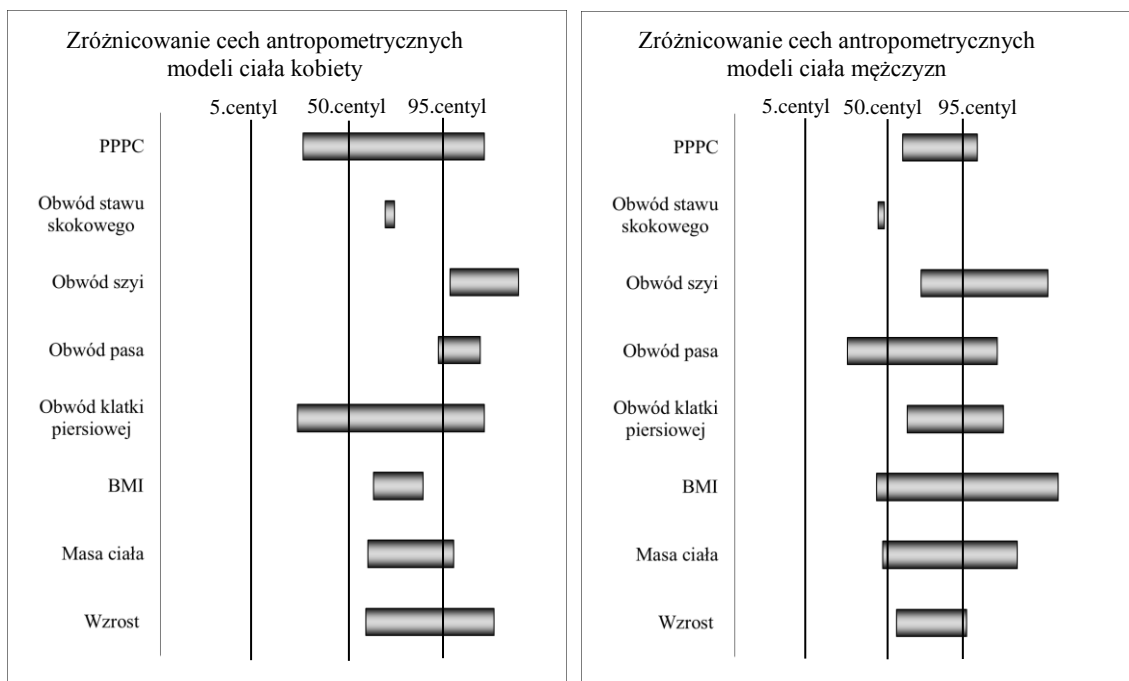 Zróżnicowanie cech antropometrycznych
modeli ciała kobiety
5.centyl 50.centyl 95.centyl
PPPC
Obwód stawu
skokowego
Obwód szyi
Obwód pasa
Obwód klatki
piersiowej
BMI
Masa ciała
Wzrost
Zróżnicowanie cech antropometrycznych
modeli ciała mężczyzn
5.centyl 50.centyl 95.centyl
PPPC
Obwód stawu
skokowego
Obwód szyi
Obwód pasa
Obwód klatki
piersiowej
BMI
Masa ciała
Wzrost